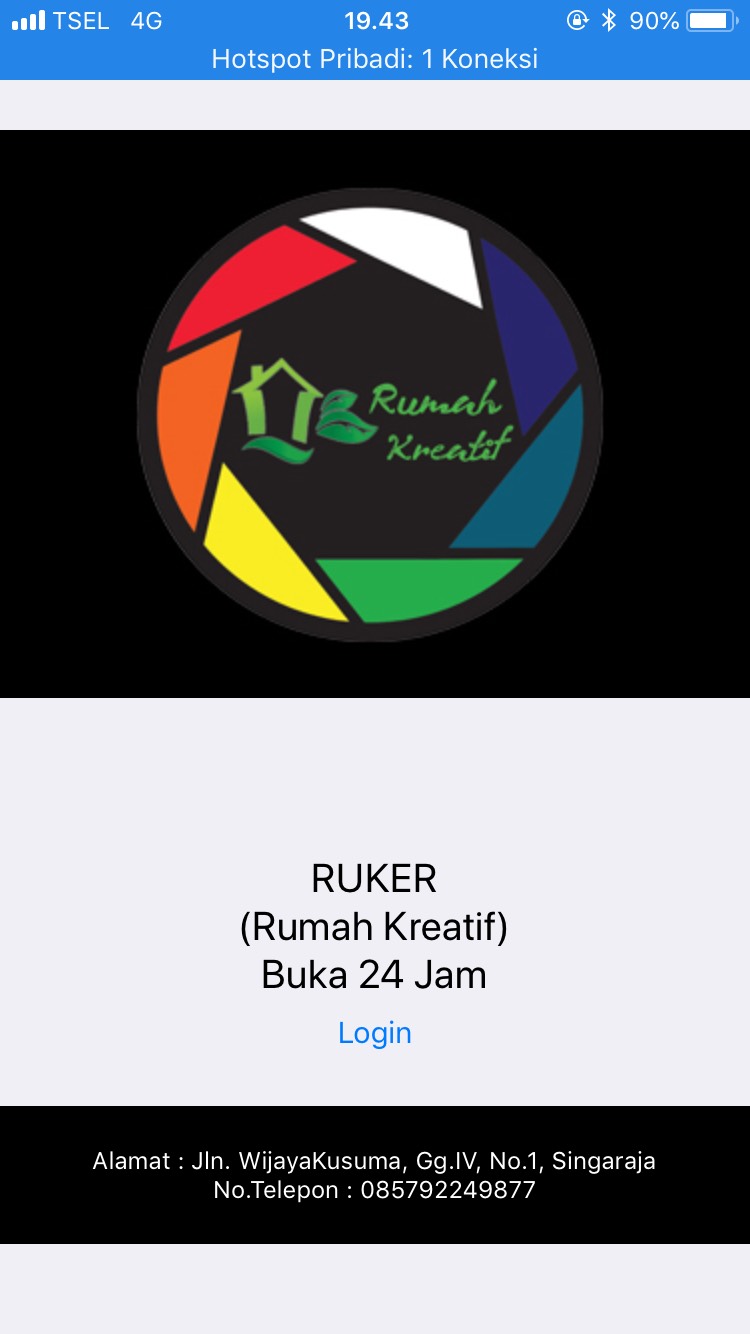 TSEL 4G 19.43 90%
Hotspot Pribadi: 1 Koneksi
Rumah
Kreatif
RUKER
(Rumah Kreatif)
Buka 24 Jam
Login
Alamat : Jln. WijayaKusuma, Gg.IV, No.1, Singaraja
No.Telepon : 085792249877